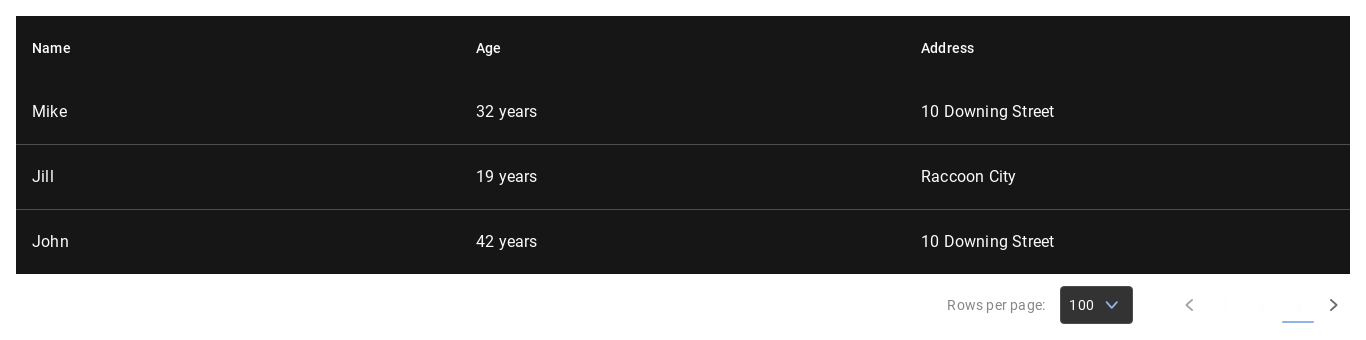 Name Age Address
Mike 32 years 10 Downing Street
Jill 19 years Raccoon City
John 42 years 10 Downing Street
Rows per page: 100